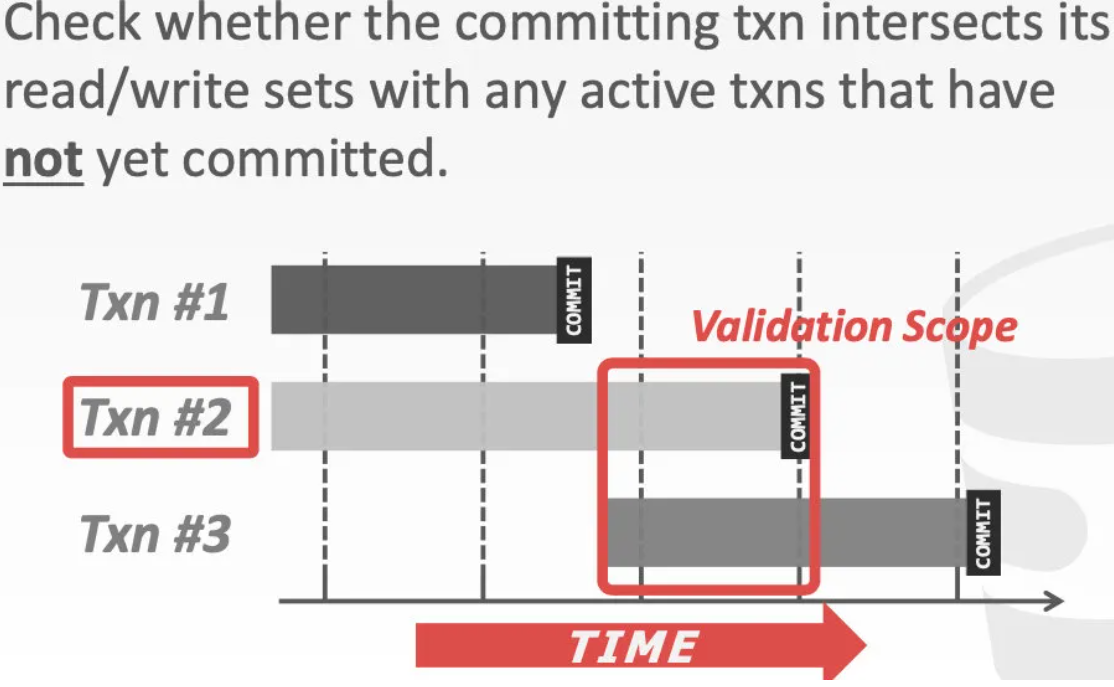 Check whether the committing txn intersects its
read/write sets with any active txns that have
not yet committed.
Txn #1
COMMIT
Validation Scope
Txn #2
COMMIT
Txn #3
COMMIT
TIME